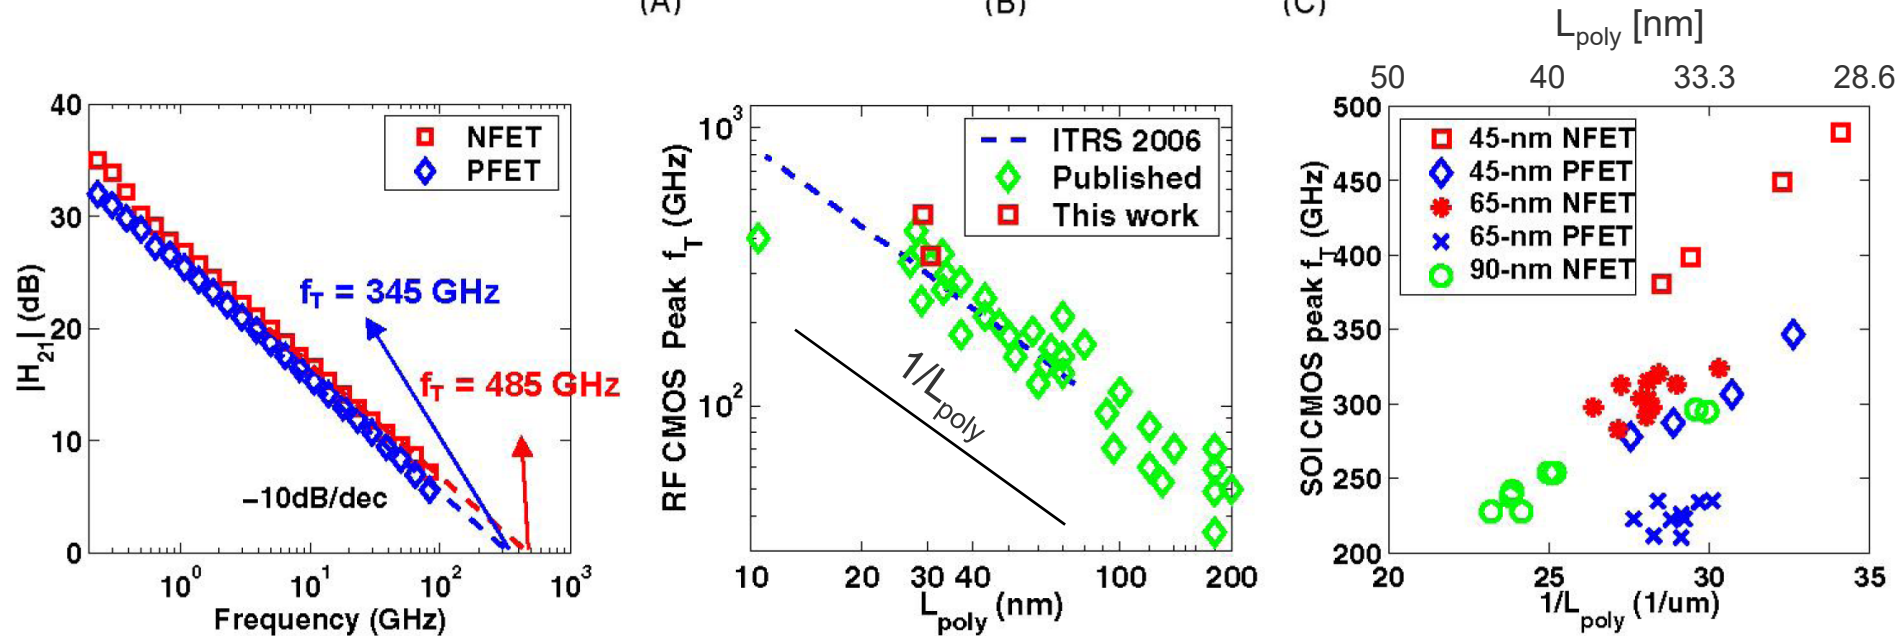 (A)
(B)
(C)
40
30
20
10
0
|H21| (dB)
NFET
PFET
fT = 345 GHz
fT = 485 GHz
−10dB/dec
10^0 10^1 10^2 10^3
Frequency (GHz)
10^3
10^2
RF CMOS Peak fT (GHz)
ITRS 2006
Published
This work
1/Lpoly
10 20 30 40 100 200
Lpoly (nm)
Lpoly [nm]
50 40 33.3 28.6
500
450
400
350
300
250
200
SOI CMOS peak fT (GHz)
45-nm NFET
45-nm PFET
65-nm NFET
65-nm PFET
90-nm NFET
20 25 30 35
1/Lpoly (1/um)